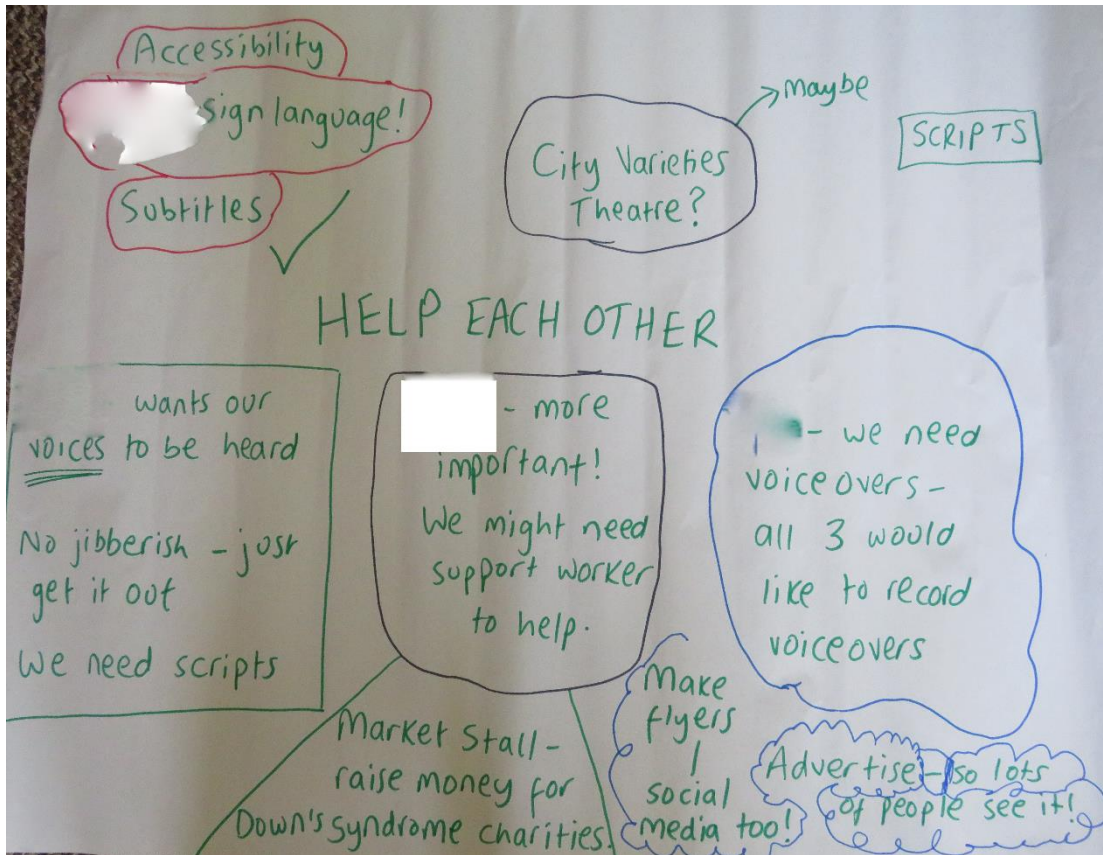 Accessibility
sign language!
Subtitles
City Varieties
Theatre?
maybe
SCRIPTS
HELP EACH OTHER
wants our
voices to be heard
No jibberish - just
get it out
We need scripts
- more
important!
We might need
support worker
to help.
- we need
voiceovers -
all 3 would
like to record
voiceovers
Market Stall -
raise money for
Down's syndrome charities.
Make
flyers
/
social
media too!
Advertise - so lots
of people see it!